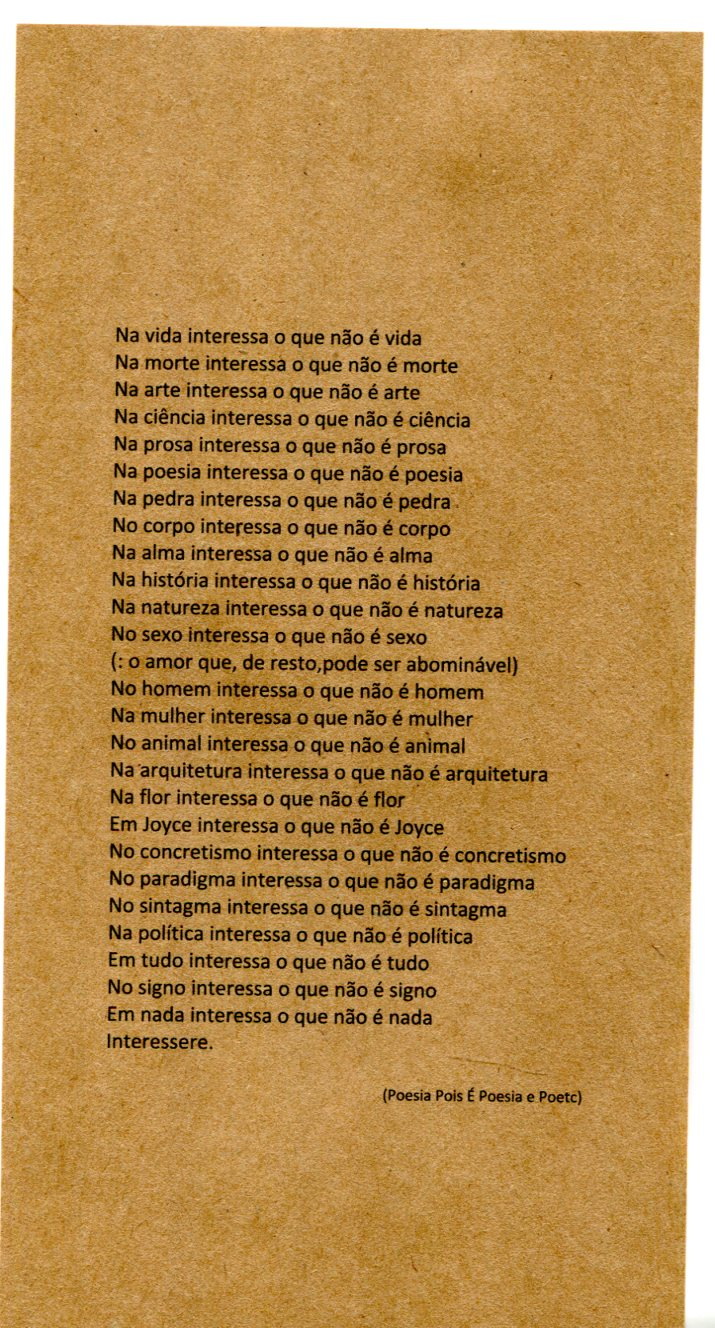 Na vida interessa o que não é vida
Na morte interessa o que não é morte
Na arte interessa o que não é arte
Na ciência interessa o que não é ciência
Na prosa interessa o que não é prosa
Na poesia interessa o que não é poesia
Na pedra interessa o que não é pedra
No corpo interessa o que não é corpo
Na alma interessa o que não é alma
Na história interessa o que não é história
Na natureza interessa o que não é natureza
No sexo interessa o que não é sexo
(: o amor que, de resto,pode ser abominável)
No homem interessa o que não é homem
Na mulher interessa o que não é mulher
No animal interessa o que não é animal
Na arquitetura interessa o que não é arquitetura
Na flor interessa o que não é flor
Em Joyce interessa o que não é Joyce
No concretismo interessa o que não é concretismo
No paradigma interessa o que não é paradigma
No sintagma interessa o que não é sintagma
Na política interessa o que não é política
Em tudo interessa o que não é tudo
No signo interessa o que não é signo
Em nada interessa o que não é nada
Interessere.
(Poesia Pois É Poesia e Poetc)